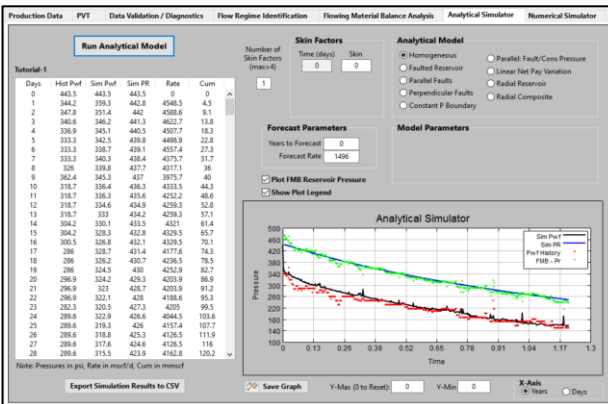 Production Data PVT Data Validation / Diagnostics Flow Regime Identification Flowing Material Balance Analysis Analytical Simulator Numerical Simulator
Run Analytical Model
Tutorial-1
Days Hist Pwf Sim Pwf Sim PR Rate Cum
0 443.5 443.5 443.5 0 0
1 344.2 359.3 442.8 4548.5 4.5
2 347.8 351.4 442 4588.6 9.1
3 340.6 346.2 441.3 4622.7 13.8
4 336.9 345.1 440.5 4507.7 18.3
5 333.3 342.5 439.8 4498.9 22.8
6 333.3 338.7 439.1 4557.4 27.3
7 333.3 340.3 438.4 4375.7 31.7
8 326 339.8 437.7 4317.1 36
9 362.4 345.3 437 3975.7 40
10 318.7 336.4 436.3 4333.5 44.3
11 318.7 336.3 435.6 4252.2 48.6
12 318.7 334.6 434.9 4259.3 52.8
13 318.7 333 434.2 4259.3 57.1
14 304.2 330.1 433.5 4321 61.4
15 304.2 328.3 432.8 4329.5 65.7
16 300.5 326.8 432.1 4329.5 70.1
17 286 328.7 431.4 4177.6 74.3
18 286 326.2 430.7 4236.5 78.5
19 286 324.5 430 4252.8 82.7
20 296.9 324.2 429.3 4203.9 86.9
21 296.9 323 428.7 4203.9 91.2
22 296.9 322.1 428 4188.6 95.3
23 282.3 320.5 427.3 4205 99.5
24 289.6 322.9 426.6 4044.5 103.6
25 289.6 319.3 426 4157.4 107.7
26 289.6 318.8 425.3 4126.5 111.9
27 289.6 317.6 424.6 4126.5 116
28 289.6 315.5 423.9 4162.8 120.2
Note: Pressures in psi, Rate in mscf/d, Cum in mmscf
Export Simulation Results to CSV
Number of
Skin Factors
(max=4)
1
Skin Factors
Time (days) Skin
0 0
Analytical Model
Homogeneous
Faulted Reservoir
Parallel Faults
Perpendicular Faults
Constant P Boundary
Parallel: Fault/Cons Pressure
Linear Net Pay Variation
Radial Reservoir
Radial Composite
Forecast Parameters
Years to Forecast 0
Forecast Rate 1496
Model Parameters
Plot FMB Reservoir Pressure
Show Plot Legend
Analytical Simulator
Sim Pwf
Sim PR
Pwf History
FMB - Pr
Pressure
500
460
420
380
340
300
260
220
180
140
100
0 0.13 0.26 0.39 0.52 0.65 0.78 0.91 1.04 1.17 1.3
Time
Save Graph
Y-Max (0 to Reset): 0 Y-Min 0
X-Axis
Years Days